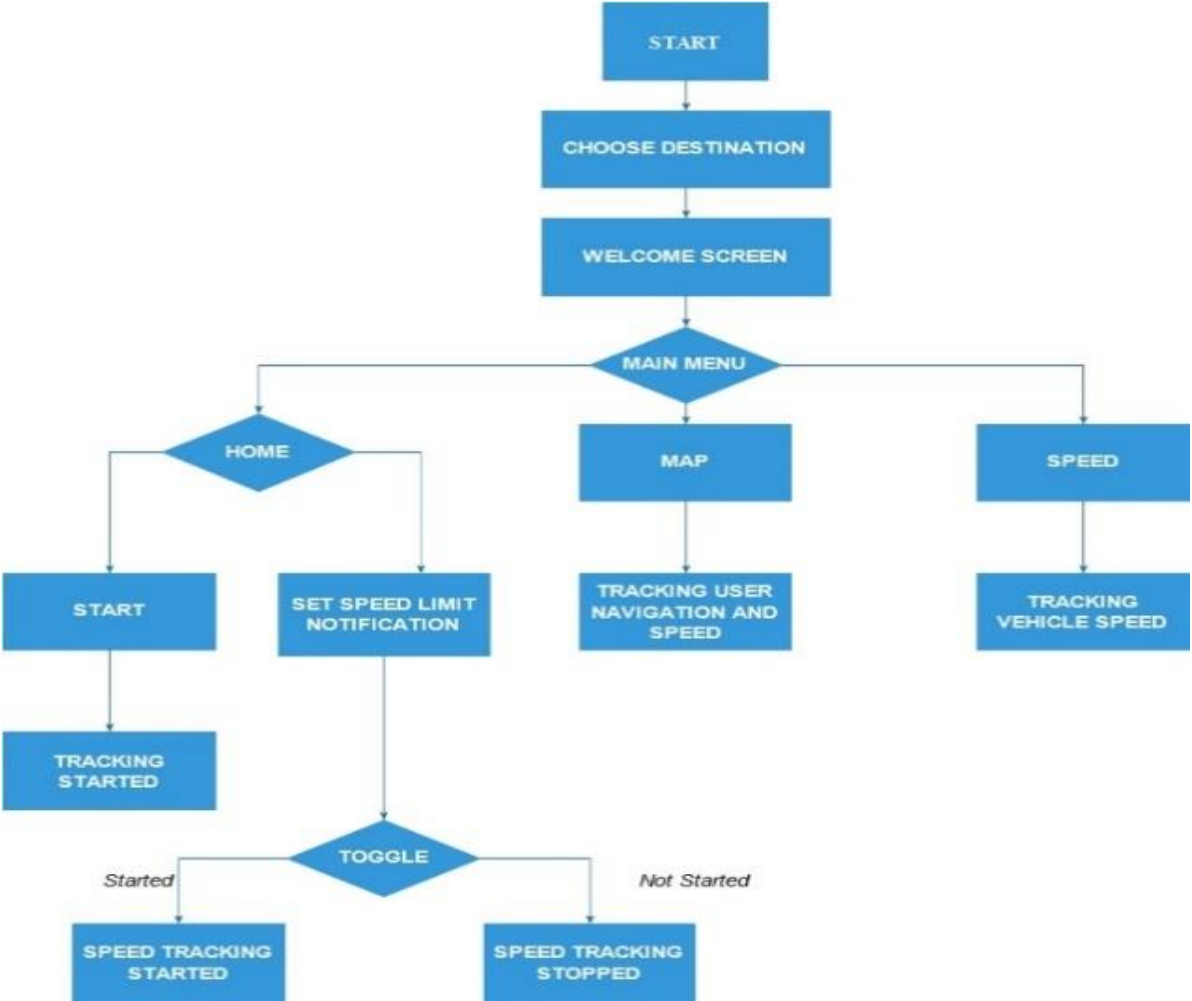 START
CHOOSE DESTINATION
WELCOME SCREEN
MAIN MENU
HOME
MAP
SPEED
START
SET SPEED LIMIT
NOTIFICATION
TRACKING USER
NAVIGATION AND
SPEED
TRACKING
VEHICLE SPEED
TRACKING
STARTED
TOGGLE
Started
Not Started
SPEED TRACKING
STARTED
SPEED TRACKING
STOPPED